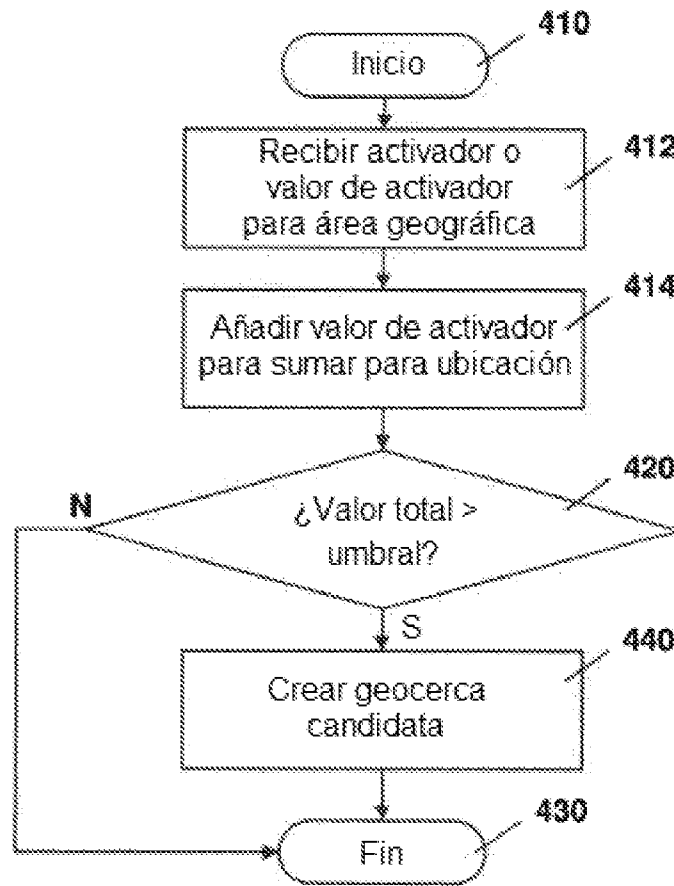 410
Inicio
412
Recibir activador o
valor de activador
para área geográfica
414
Añadir valor de activador
para sumar para ubicación
420
N
¿Valor total >
umbral?
S
440
Crear geocerca
candidata
430
Fin